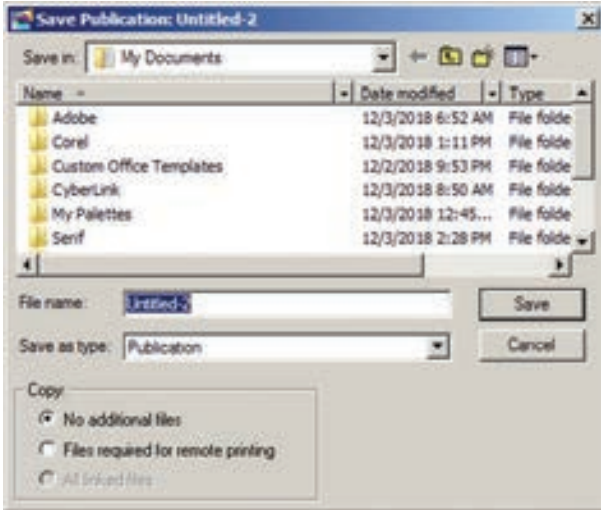 Save Publication: Untitled-2
Save in: My Documents
Name Date modified Type
Adobe 12/3/2018 6:52 AM File folde
Corel 12/3/2018 1:11 PM File folde
Custom Office Templates 12/2/2018 9:53 PM File folde
CyberLink 12/3/2018 8:50 AM File folde
My Palettes 12/3/2018 12:45... File folde
Serif 12/3/2018 2:28 PM File folde
File name: Untitled-2 Save
Save as type: Publication Cancel
Copy
No additional files
Files required for remote printing
All linked files